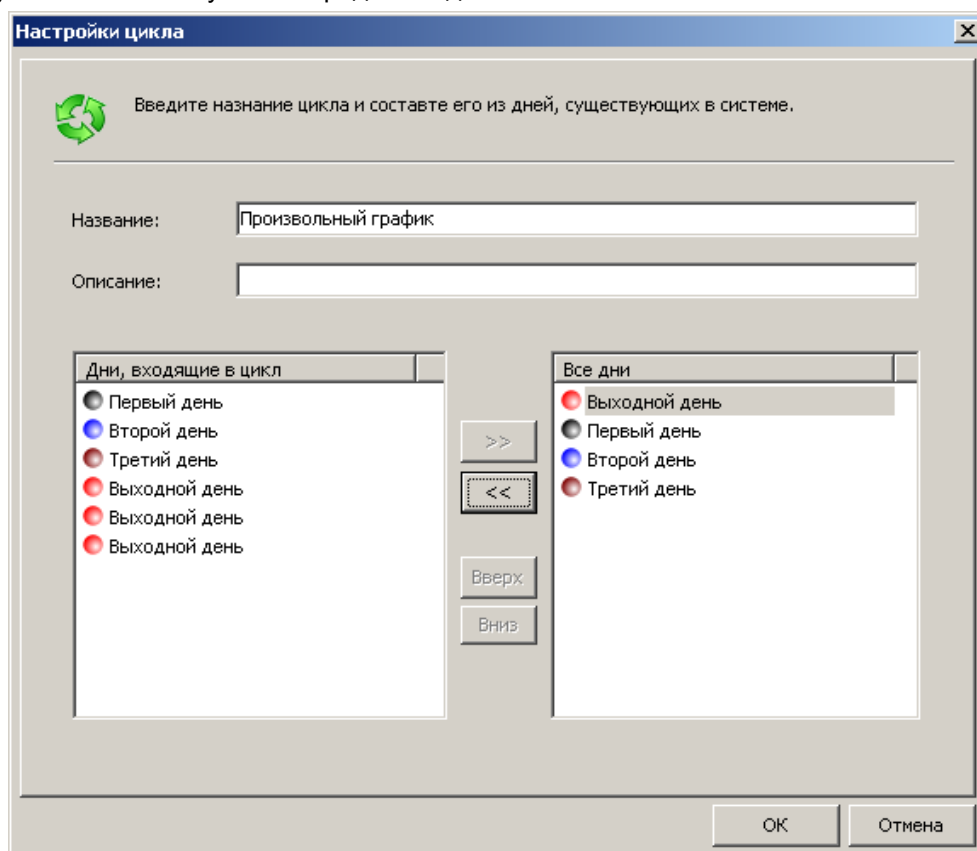 Настройки цикла
Введите назнание цикла и составте его из дней, существующих в системе.
Название:
Произвольный график
Описание:
Дни, входящие в цикл
Первый день
Второй день
Третий день
Выходной день
Выходной день
Выходной день
>>
<<
Вверх
Вниз
Все дни
Выходной день
Первый день
Второй день
Третий день
ОК
Отмена